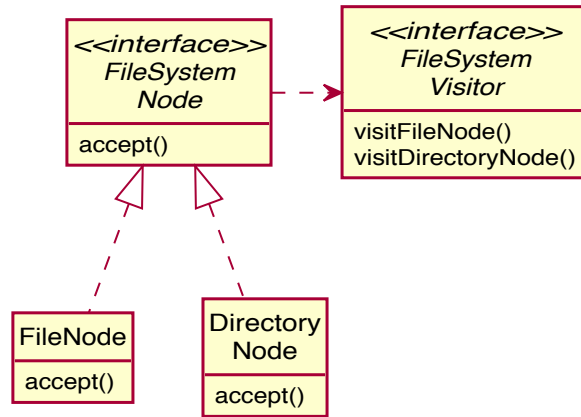 <<interface>>
FileSystem
Node
accept()
<<interface>>
FileSystem
Visitor
visitFileNode()
visitDirectoryNode()
FileNode
accept()
Directory
Node
accept()